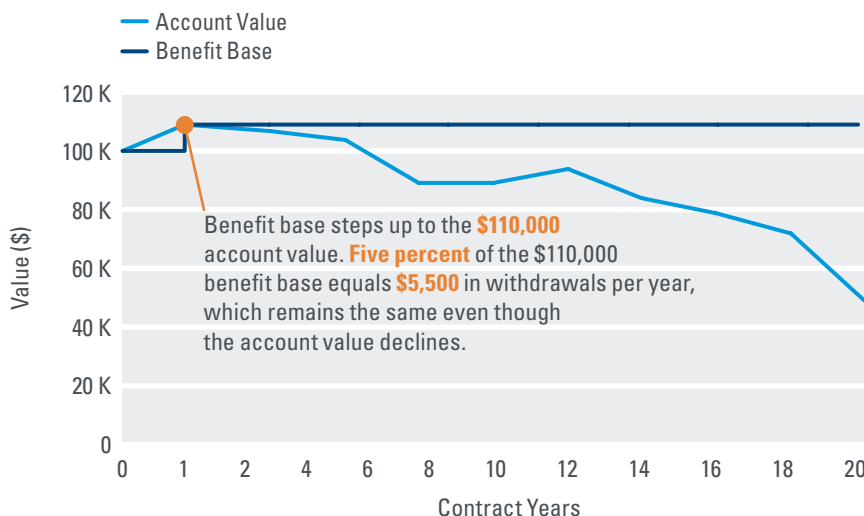 Account Value
Benefit Base
120 K
100 K
80 K
60 K
40 K
20 K
0
Value ($)
Benefit base steps up to the $110,000
account value. Five percent of the $110,000
benefit base equals $5,500 in withdrawals per year,
which remains the same even though
the account value declines.
0 1 2 4 6 8 10 12 14 16 18 20
Contract Years